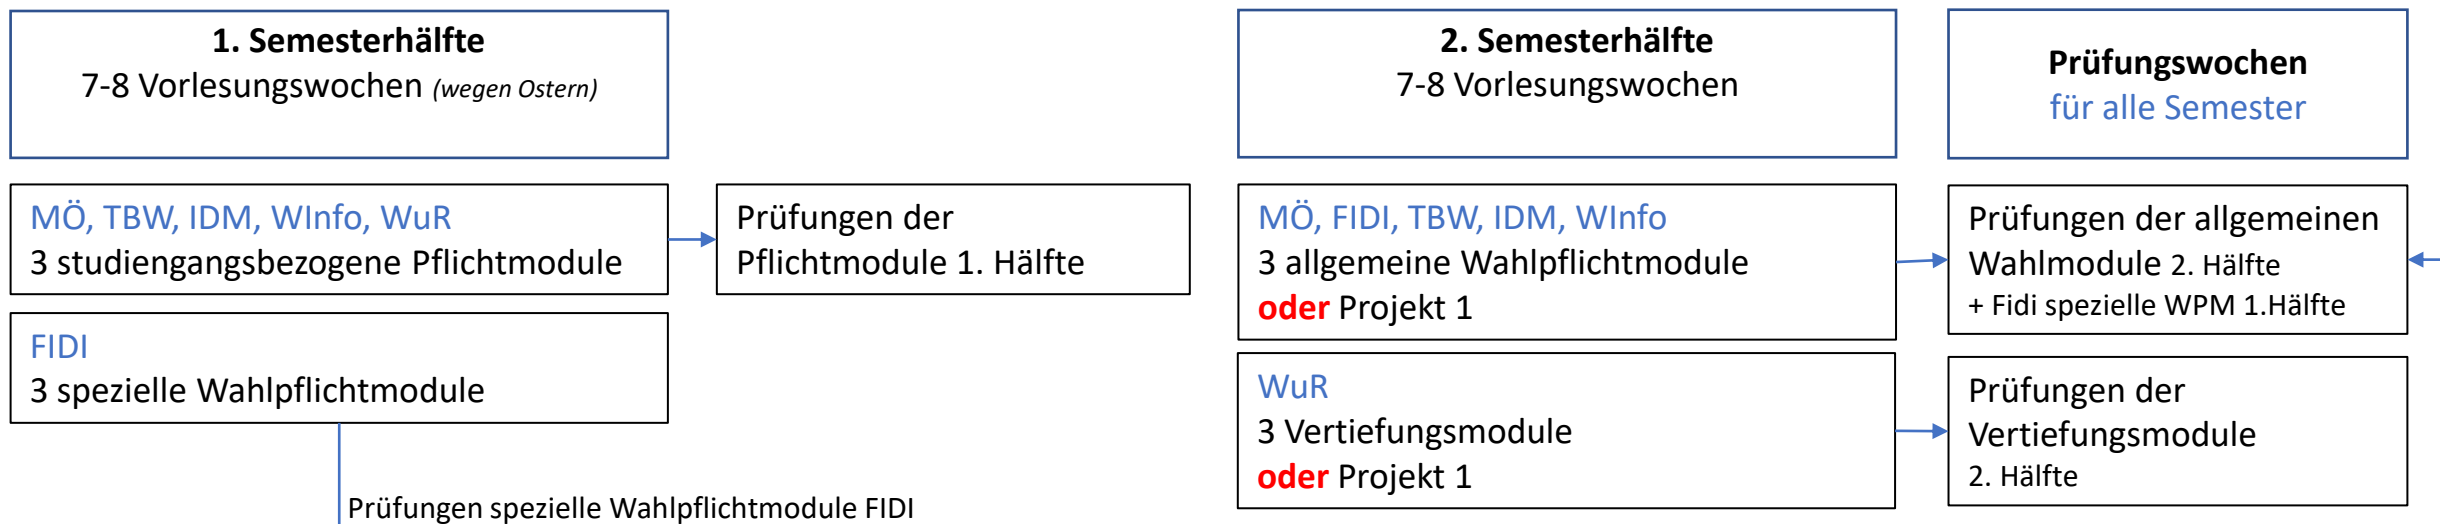 1. Semesterhälfte
7-8 Vorlesungswochen (wegen Ostern)
MÖ, TBW, IDM, WInfo, WuR
3 studiengangsbezogene Pflichtmodule
Prüfungen der
Pflichtmodule 1. Hälfte
FIDI
3 spezielle Wahlpflichtmodule
Prüfungen spezielle Wahlpflichtmodule FIDI
2. Semesterhälfte
7-8 Vorlesungswochen
MÖ, FIDI, TBW, IDM, WInfo
3 allgemeine Wahlpflichtmodule
oder Projekt 1
WuR
3 Vertiefungsmodule
oder Projekt 1
Prüfungswochen
für alle Semester
Prüfungen der allgemeinen
Wahlmodule 2. Hälfte
+ Fidi spezielle WPM 1.Hälfte
Prüfungen der
Vertiefungsmodule
2. Hälfte